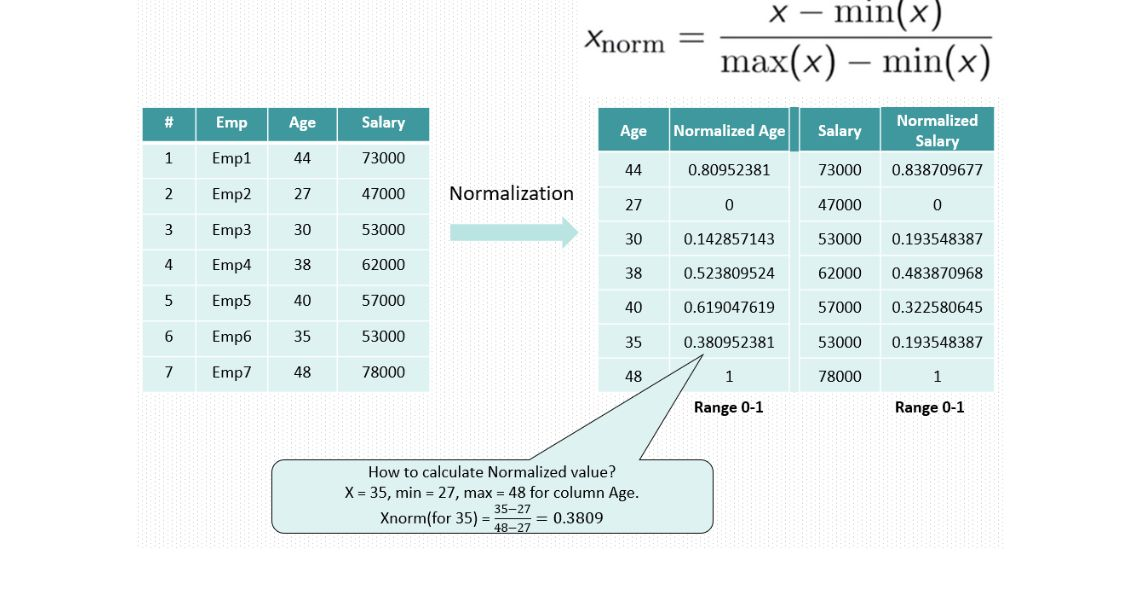 x_norm = (x − min(x)) / (max(x) − min(x))
# Emp Age Salary
1 Emp1 44 73000
2 Emp2 27 47000
3 Emp3 30 53000
4 Emp4 38 62000
5 Emp5 40 57000
6 Emp6 35 53000
7 Emp7 48 78000
Normalization
Age Normalized Age Salary Normalized Salary
44 0.80952381 73000 0.838709677
27 0 47000 0
30 0.142857143 53000 0.193548387
38 0.523809524 62000 0.483870968
40 0.619047619 57000 0.322580645
35 0.380952381 53000 0.193548387
48 1 78000 1
Range 0-1 Range 0-1
How to calculate Normalized value?
X = 35, min = 27, max = 48 for column Age.
Xnorm(for 35) = 35−27 / 48−27 = 0.3809